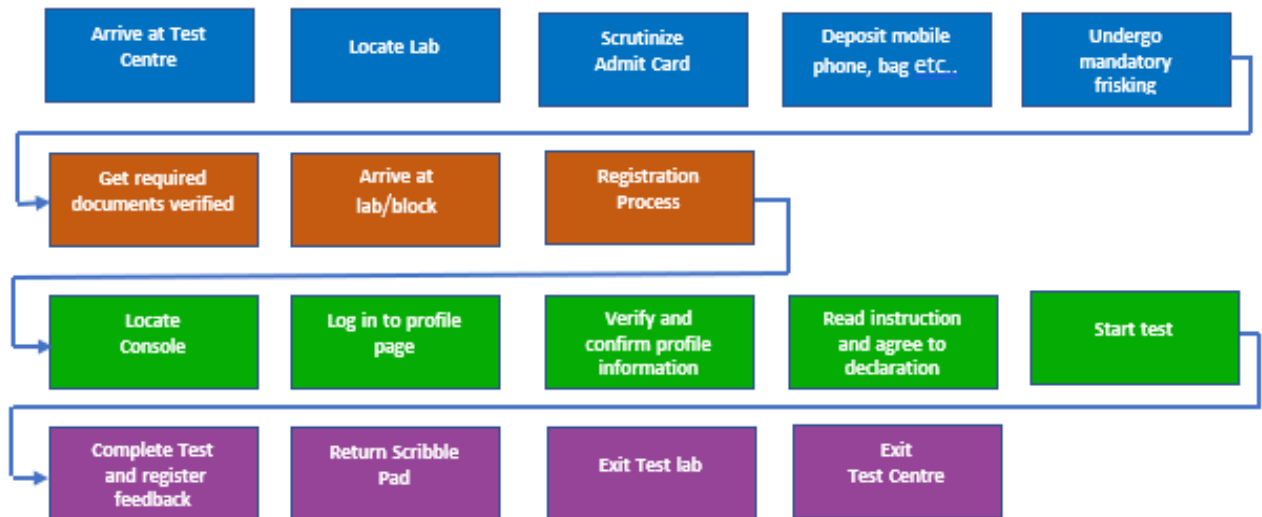 Arrive at Test
Centre
Locate Lab
Scrutinize
Admit Card
Deposit mobile
phone, bag etc..
Undergo
mandatory
frisking
Get required
documents verified
Arrive at
lab/block
Registration
Process
Locate
Console
Log in to profile
page
Verify and
confirm profile
information
Read instruction
and agree to
declaration
Start test
Complete Test
and register
feedback
Return Scribble
Pad
Exit Test lab
Exit
Test Centre